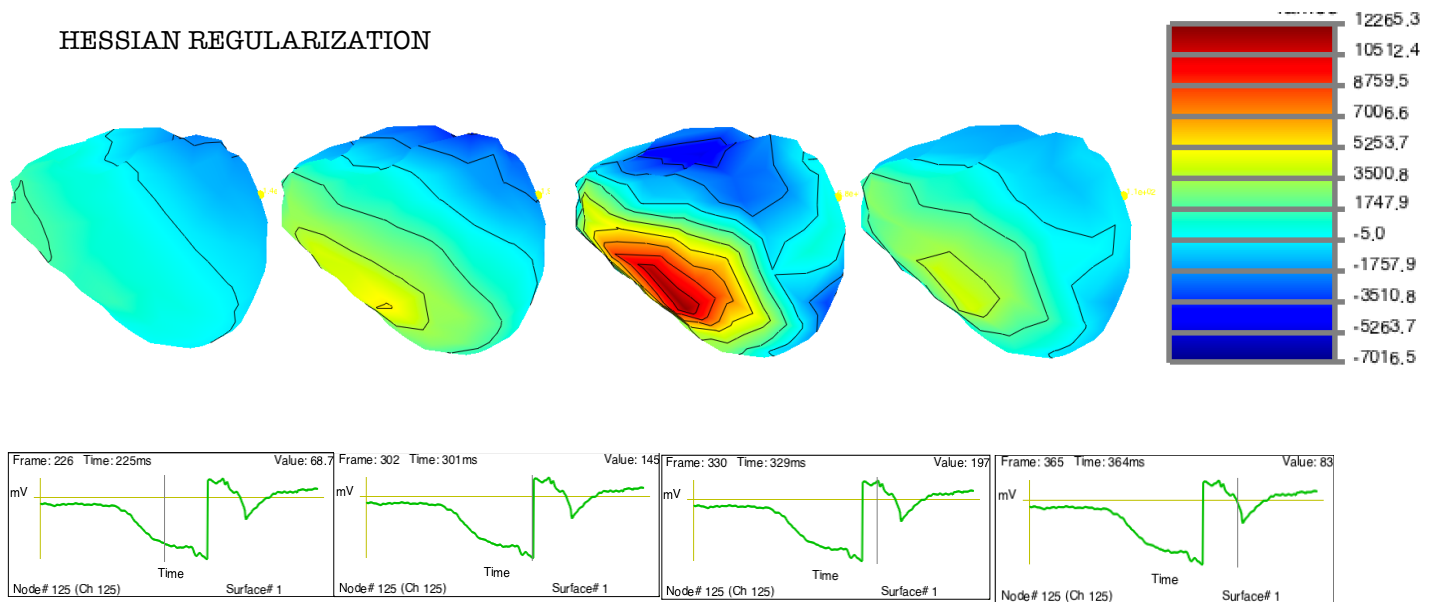 HESSIAN REGULARIZATION
12265.3
10512.4
8759.5
7006.6
5253.7
3500.8
1747.9
-5.0
-1757.9
-3510.8
-5263.7
-7016.5
Frame: 226 Time: 225ms Value: 68.7
mV
Time
Node# 125 (Ch 125) Surface# 1
Frame: 302 Time: 301ms Value: 145
mV
Time
Node# 125 (Ch 125) Surface# 1
Frame: 330 Time: 329ms Value: 197
mV
Time
Node# 125 (Ch 125) Surface# 1
Frame: 365 Time: 364ms Value: 83
mV
Time
Node# 125 (Ch 125) Surface# 1